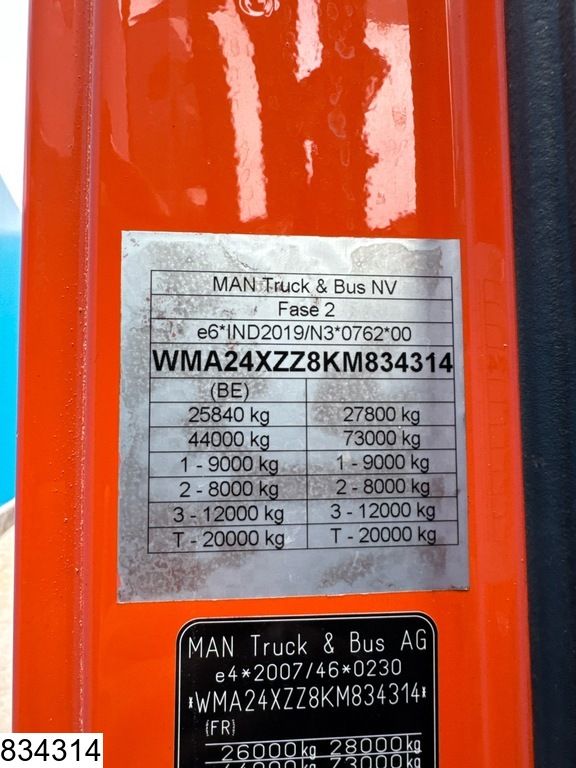 MAN Truck & Bus NV
Fase 2
e6*IND2019/N3*0762*00
WMA24XZZ8KM834314
(BE)
25840 kg 27800 kg
44000 kg 73000 kg
1 - 9000 kg 1 - 9000 kg
2 - 8000 kg 2 - 8000 kg
3 - 12000 kg 3 - 12000 kg
T - 20000 kg T - 20000 kg
MAN Truck & Bus AG
e4*2007/46*0230
*WMA24XZZ8KM834314*
(FR)
26000 kg 28000 kg
44000 kg 73000 kg
834314